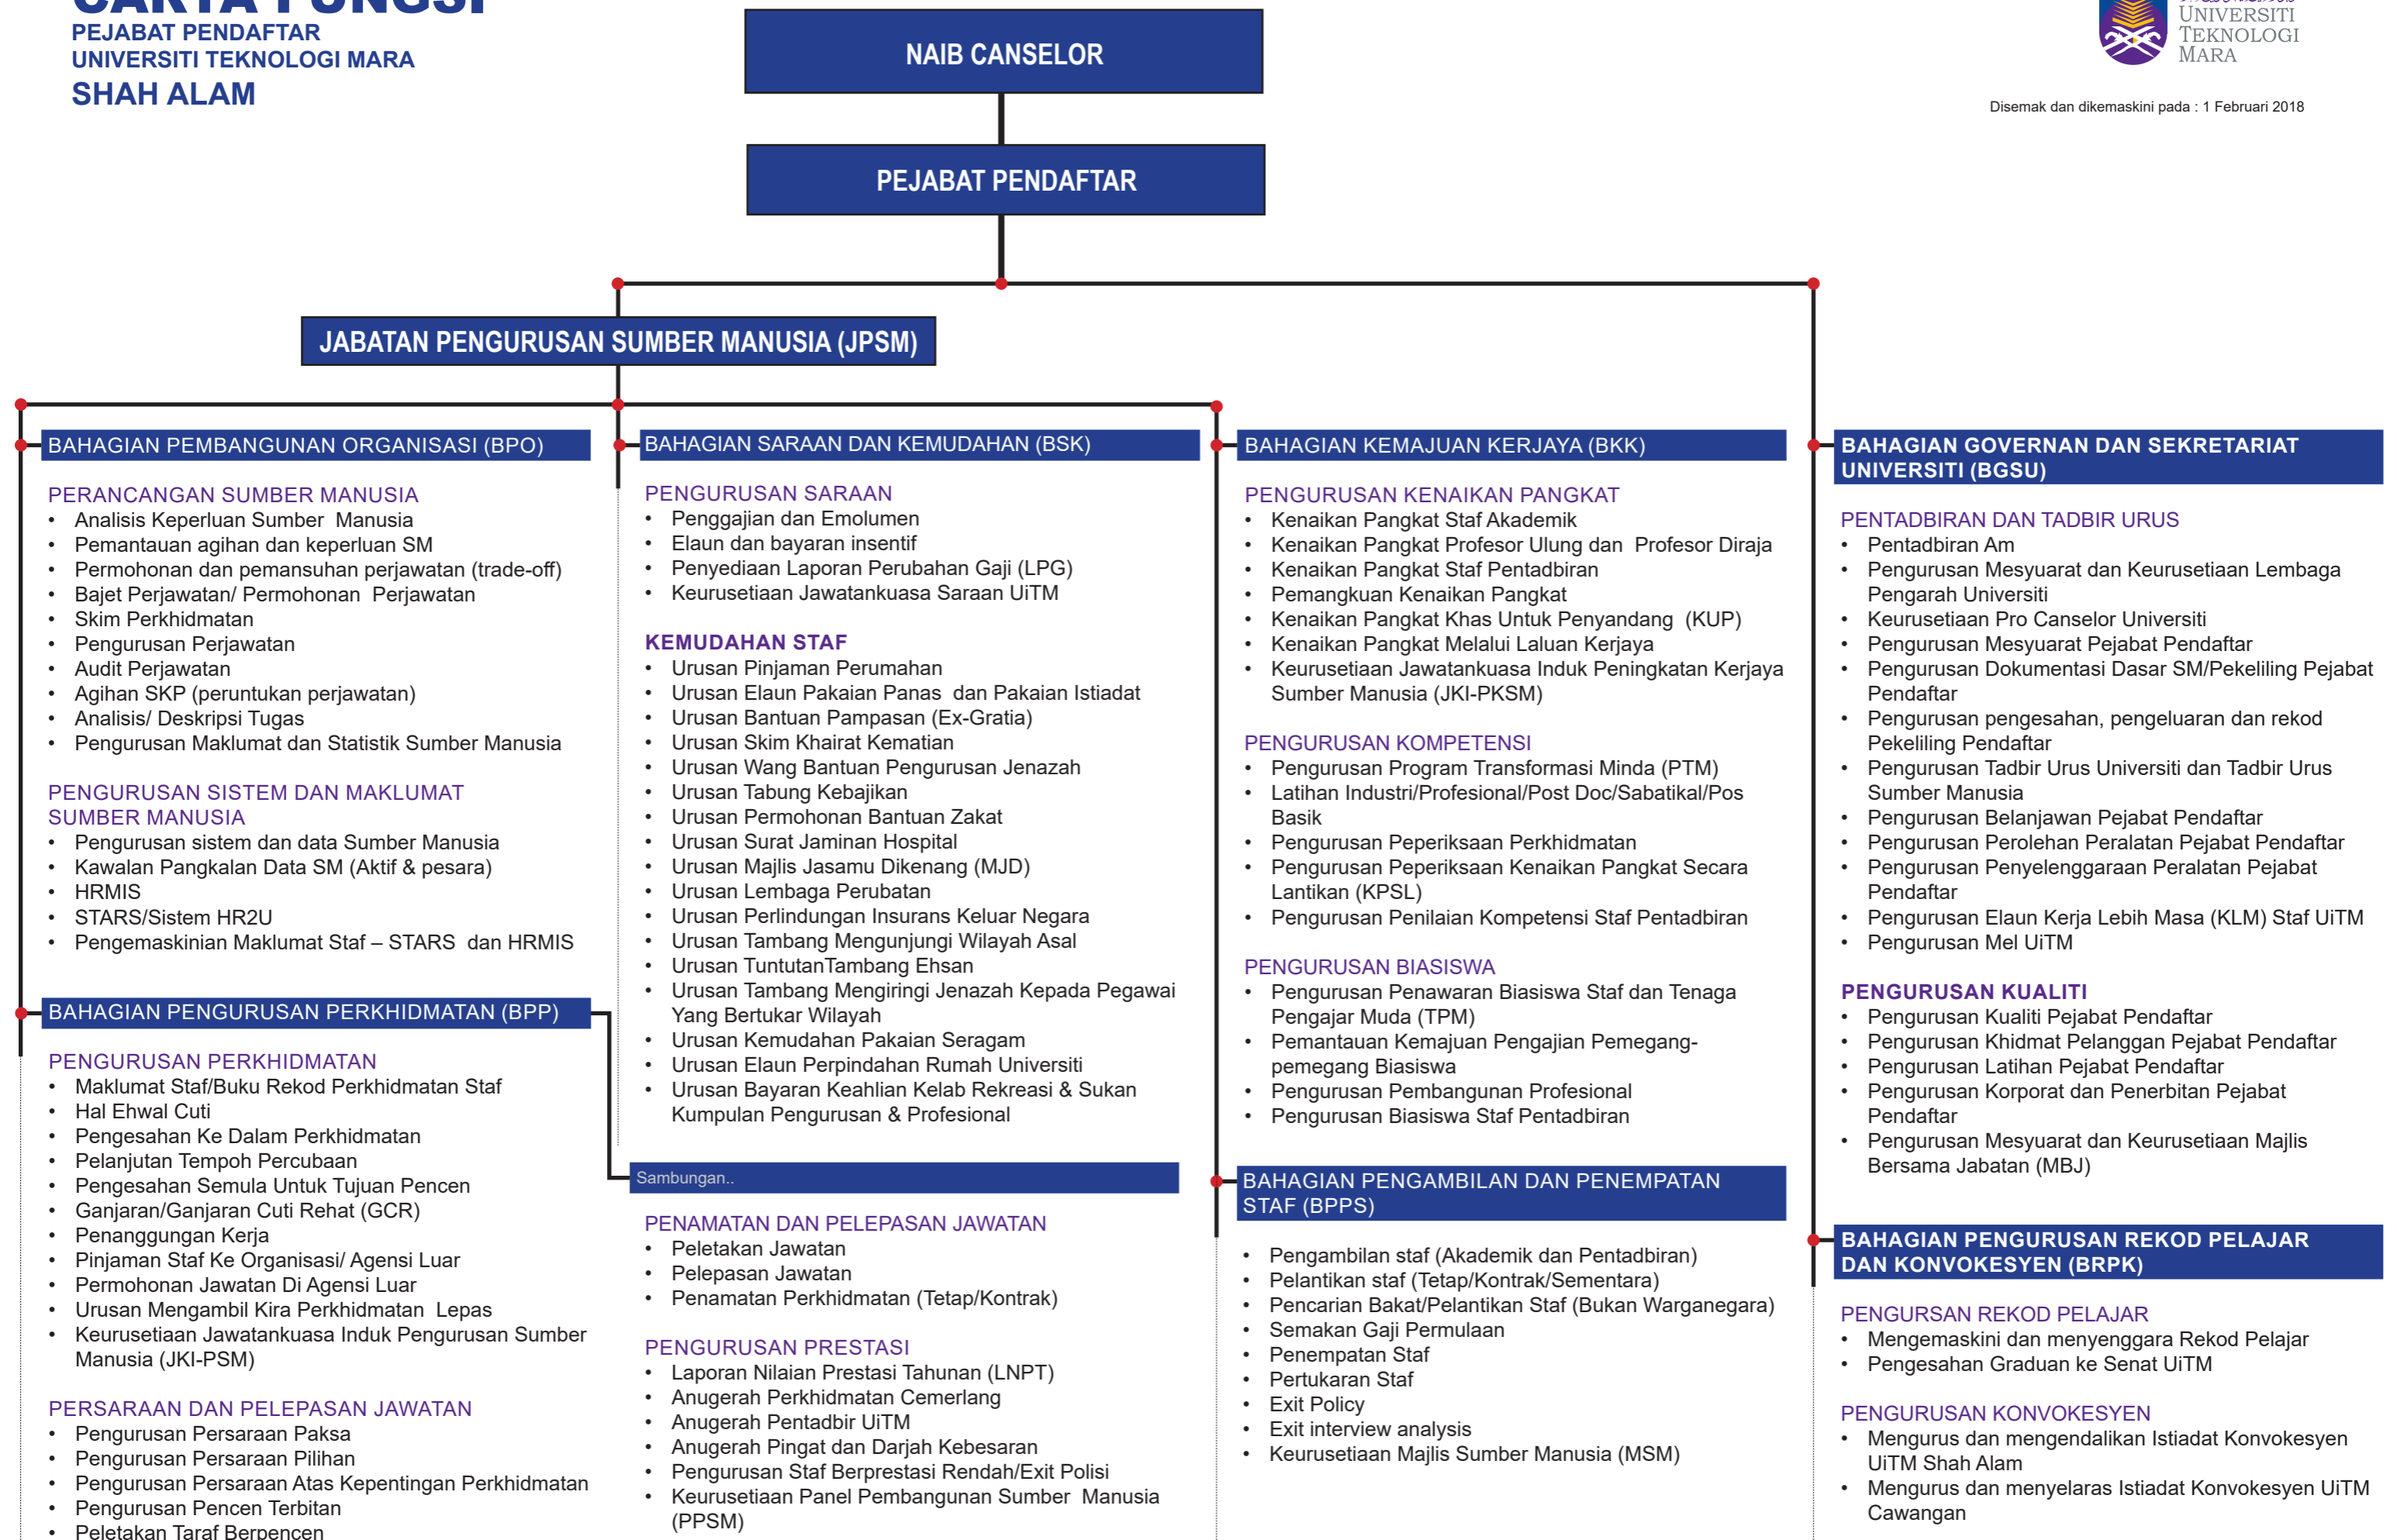 CARTA FUNGSI
PEJABAT PENDAFTAR
UNIVERSITI TEKNOLOGI MARA
SHAH ALAM
UNIVERSITI
TEKNOLOGI
MARA
Disemak dan dikemaskini pada : 1 Februari 2018
NAIB CANSELOR
PEJABAT PENDAFTAR
JABATAN PENGURUSAN SUMBER MANUSIA (JPSM)
BAHAGIAN PEMBANGUNAN ORGANISASI (BPO)
PERANCANGAN SUMBER MANUSIA
• Analisis Keperluan Sumber Manusia
• Pemantauan agihan dan keperluan SM
• Permohonan dan pemansuhan perjawatan (trade-off)
• Bajet Perjawatan/ Permohonan Perjawatan
• Skim Perkhidmatan
• Pengurusan Perjawatan
• Audit Perjawatan
• Agihan SKP (peruntukan perjawatan)
• Analisis/ Deskripsi Tugas
• Pengurusan Maklumat dan Statistik Sumber Manusia
PENGURUSAN SISTEM DAN MAKLUMAT
SUMBER MANUSIA
• Pengurusan sistem dan data Sumber Manusia
• Kawalan Pangkalan Data SM (Aktif & pesara)
• HRMIS
• STARS/Sistem HR2U
• Pengemaskinian Maklumat Staf – STARS dan HRMIS
BAHAGIAN PENGURUSAN PERKHIDMATAN (BPP)
PENGURUSAN PERKHIDMATAN
• Maklumat Staf/Buku Rekod Perkhidmatan Staf
• Hal Ehwal Cuti
• Pengesahan Ke Dalam Perkhidmatan
• Pelanjutan Tempoh Percubaan
• Pengesahan Semula Untuk Tujuan Pencen
• Ganjaran/Ganjaran Cuti Rehat (GCR)
• Penanggungan Kerja
• Pinjaman Staf Ke Organisasi/ Agensi Luar
• Permohonan Jawatan Di Agensi Luar
• Urusan Mengambil Kira Perkhidmatan Lepas
• Keurusetiaan Jawatankuasa Induk Pengurusan Sumber
Manusia (JKI-PSM)
PERSARAAN DAN PELEPASAN JAWATAN
• Pengurusan Persaraan Paksa
• Pengurusan Persaraan Pilihan
• Pengurusan Persaraan Atas Kepentingan Perkhidmatan
• Pengurusan Pencen Terbitan
• Peletakan Taraf Berpencen
BAHAGIAN SARAAN DAN KEMUDAHAN (BSK)
PENGURUSAN SARAAN
• Penggajian dan Emolumen
• Elaun dan bayaran insentif
• Penyediaan Laporan Perubahan Gaji (LPG)
• Keurusetiaan Jawatankuasa Saraan UiTM
KEMUDAHAN STAF
• Urusan Pinjaman Perumahan
• Urusan Elaun Pakaian Panas dan Pakaian Istiadat
• Urusan Bantuan Pampasan (Ex-Gratia)
• Urusan Skim Khairat Kematian
• Urusan Wang Bantuan Pengurusan Jenazah
• Urusan Tabung Kebajikan
• Urusan Permohonan Bantuan Zakat
• Urusan Surat Jaminan Hospital
• Urusan Majlis Jasamu Dikenang (MJD)
• Urusan Lembaga Perubatan
• Urusan Perlindungan Insurans Keluar Negara
• Urusan Tambang Mengunjungi Wilayah Asal
• Urusan TuntutanTambang Ehsan
• Urusan Tambang Mengiringi Jenazah Kepada Pegawai
Yang Bertukar Wilayah
• Urusan Kemudahan Pakaian Seragam
• Urusan Elaun Perpindahan Rumah Universiti
• Urusan Bayaran Keahlian Kelab Rekreasi & Sukan
Kumpulan Pengurusan & Profesional
Sambungan..
PENAMATAN DAN PELEPASAN JAWATAN
• Peletakan Jawatan
• Pelepasan Jawatan
• Penamatan Perkhidmatan (Tetap/Kontrak)
PENGURUSAN PRESTASI
• Laporan Nilaian Prestasi Tahunan (LNPT)
• Anugerah Perkhidmatan Cemerlang
• Anugerah Pentadbir UiTM
• Anugerah Pingat dan Darjah Kebesaran
• Pengurusan Staf Berprestasi Rendah/Exit Polisi
• Keurusetiaan Panel Pembangunan Sumber Manusia
(PPSM)
BAHAGIAN KEMAJUAN KERJAYA (BKK)
PENGURUSAN KENAIKAN PANGKAT
• Kenaikan Pangkat Staf Akademik
• Kenaikan Pangkat Profesor Ulung dan Profesor Diraja
• Kenaikan Pangkat Staf Pentadbiran
• Pemangkuan Kenaikan Pangkat
• Kenaikan Pangkat Khas Untuk Penyandang (KUP)
• Kenaikan Pangkat Melalui Laluan Kerjaya
• Keurusetiaan Jawatankuasa Induk Peningkatan Kerjaya
Sumber Manusia (JKI-PKSM)
PENGURUSAN KOMPETENSI
• Pengurusan Program Transformasi Minda (PTM)
• Latihan Industri/Profesional/Post Doc/Sabatikal/Pos
Basik
• Pengurusan Peperiksaan Perkhidmatan
• Pengurusan Peperiksaan Kenaikan Pangkat Secara
Lantikan (KPSL)
• Pengurusan Penilaian Kompetensi Staf Pentadbiran
PENGURUSAN BIASISWA
• Pengurusan Penawaran Biasiswa Staf dan Tenaga
Pengajar Muda (TPM)
• Pemantauan Kemajuan Pengajian Pemegang-
pemegang Biasiswa
• Pengurusan Pembangunan Profesional
• Pengurusan Biasiswa Staf Pentadbiran
BAHAGIAN PENGAMBILAN DAN PENEMPATAN
STAF (BPPS)
• Pengambilan staf (Akademik dan Pentadbiran)
• Pelantikan staf (Tetap/Kontrak/Sementara)
• Pencarian Bakat/Pelantikan Staf (Bukan Warganegara)
• Semakan Gaji Permulaan
• Penempatan Staf
• Pertukaran Staf
• Exit Policy
• Exit interview analysis
• Keurusetiaan Majlis Sumber Manusia (MSM)
BAHAGIAN GOVERNAN DAN SEKRETARIAT
UNIVERSITI (BGSU)
PENTADBIRAN DAN TADBIR URUS
• Pentadbiran Am
• Pengurusan Mesyuarat dan Keurusetiaan Lembaga
Pengarah Universiti
• Keurusetiaan Pro Canselor Universiti
• Pengurusan Mesyuarat Pejabat Pendaftar
• Pengurusan Dokumentasi Dasar SM/Pekeliling Pejabat
Pendaftar
• Pengurusan pengesahan, pengeluaran dan rekod
Pekeliling Pendaftar
• Pengurusan Tadbir Urus Universiti dan Tadbir Urus
Sumber Manusia
• Pengurusan Belanjawan Pejabat Pendaftar
• Pengurusan Perolehan Peralatan Pejabat Pendaftar
• Pengurusan Penyelenggaraan Peralatan Pejabat
Pendaftar
• Pengurusan Elaun Kerja Lebih Masa (KLM) Staf UiTM
• Pengurusan Mel UiTM
PENGURUSAN KUALITI
• Pengurusan Kualiti Pejabat Pendaftar
• Pengurusan Khidmat Pelanggan Pejabat Pendaftar
• Pengurusan Latihan Pejabat Pendaftar
• Pengurusan Korporat dan Penerbitan Pejabat
Pendaftar
• Pengurusan Mesyuarat dan Keurusetiaan Majlis
Bersama Jabatan (MBJ)
BAHAGIAN PENGURUSAN REKOD PELAJAR
DAN KONVOKESYEN (BRPK)
PENGURSAN REKOD PELAJAR
• Mengemaskini dan menyenggara Rekod Pelajar
• Pengesahan Graduan ke Senat UiTM
PENGURUSAN KONVOKESYEN
• Mengurus dan mengendalikan Istiadat Konvokesyen
UiTM Shah Alam
• Mengurus dan menyelaras Istiadat Konvokesyen UiTM
Cawangan